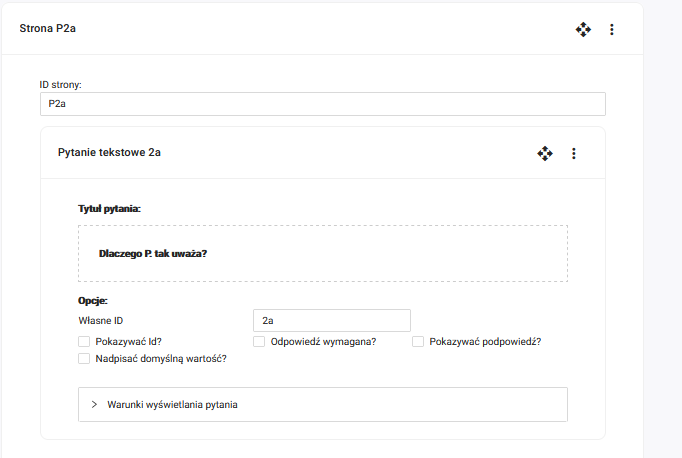 Strona P2a
ID strony:
P2a
Pytanie tekstowe 2a
Tytuł pytania:
Dlaczego P. tak uważa?
Opcje:
Własne ID 2a
Pokazywać Id? Odpowiedź wymagana? Pokazywać podpowiedź?
Nadpisać domyślną wartość?
Warunki wyświetlania pytania